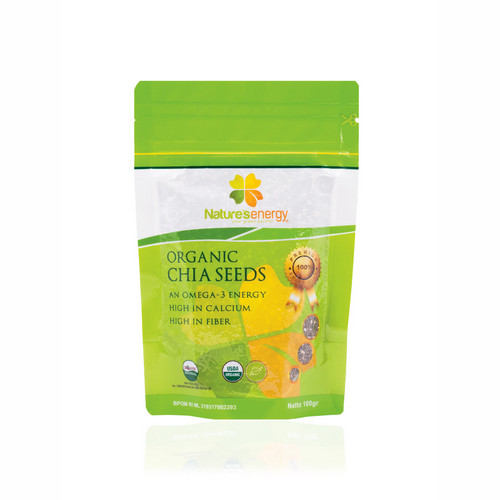 Nature's energy
ORGANIC
CHIA SEEDS
AN OMEGA-3 ENERGY
HIGH IN CALCIUM
HIGH IN FIBER
PREMIUM
100%
USDA
ORGANIC
Netto 100gr